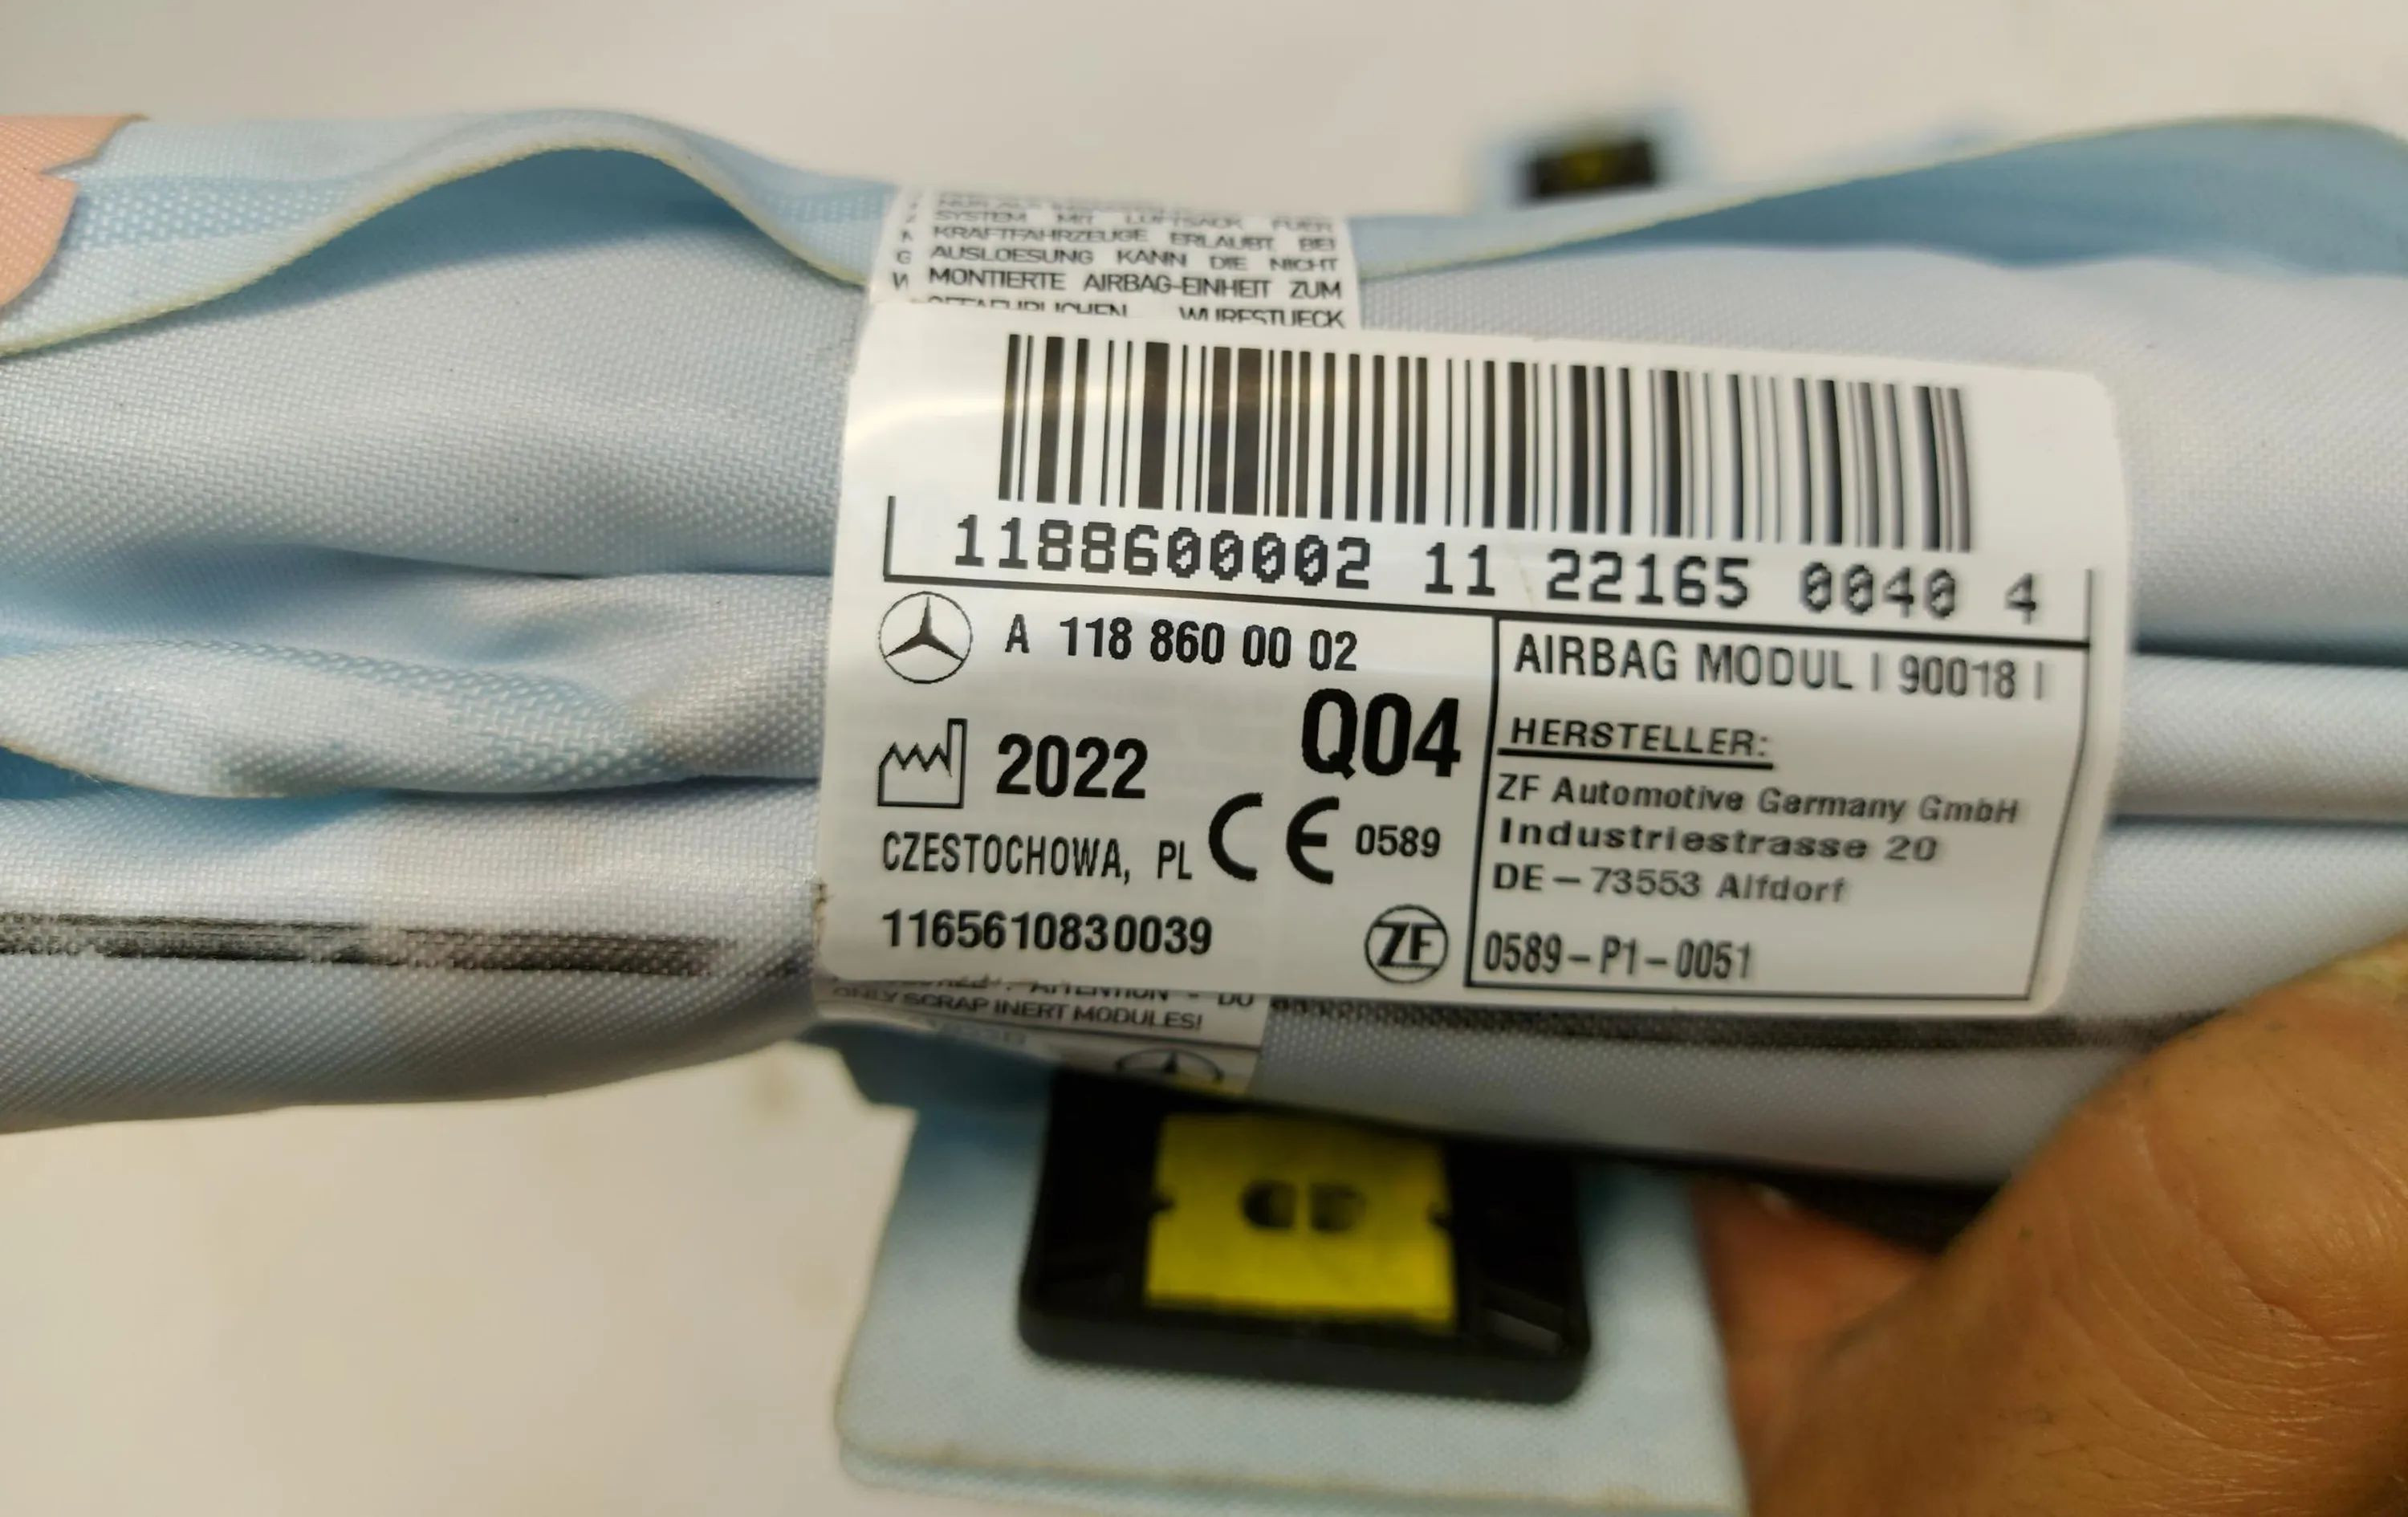 SYSTEM MIT LUFTSACK FUER
KRAFTFAHRZEUGE ERLAUBT. BEI
AUSLOESUNG KANN DIE NICHT
MONTIERTE AIRBAG-EINHEIT ZUM
GEFAEHRLICHEN WURFSTUECK
1188600002 11 22165 0040 4
A 118 860 00 02
Q04
2022
CZESTOCHOWA, PL
CE 0589
1165610830039
ZF
AIRBAG MODUL | 90018 |
HERSTELLER:
ZF Automotive Germany GmbH
Industriestrasse 20
DE-73553 Alfdorf
0589-P1-0051
ATTENTION - DO
ONLY SCRAP INERT MODULES!